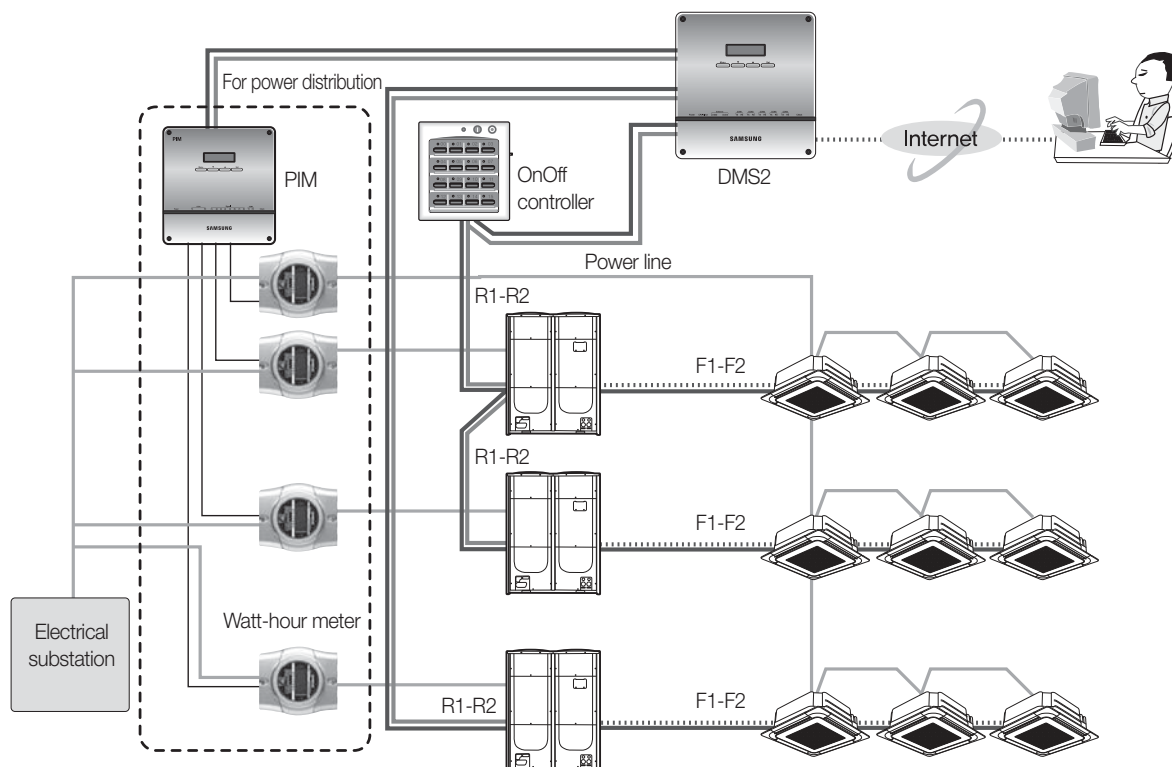 For power distribution
PIM
SAMSUNG
PIM
OnOff
controller
SAMSUNG
DMS2
Internet
Power line
R1-R2
F1-F2
R1-R2
F1-F2
Watt-hour meter
Electrical
substation
R1-R2
F1-F2